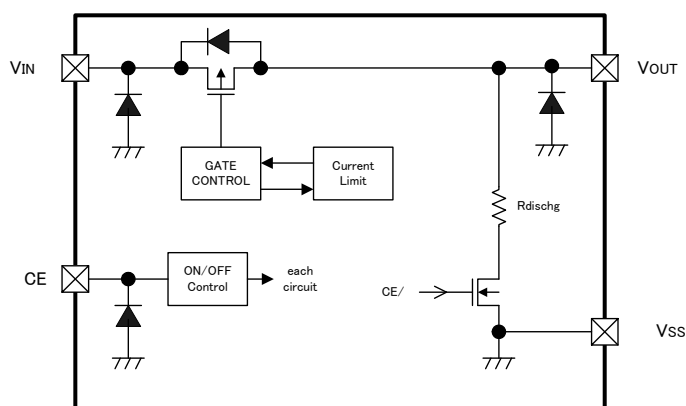 VIN
VOUT
GATE
CONTROL
Current
Limit
Rdischg
CE
ON/OFF
Control
each
circuit
CE/
VSS